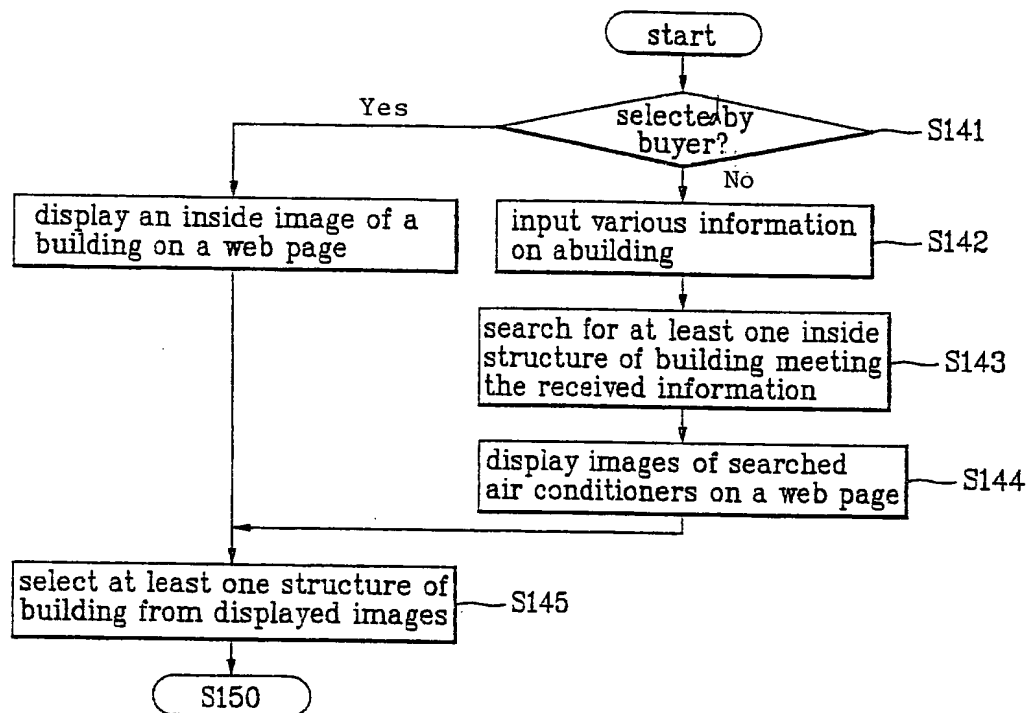 start
Yes
selected by
buyer?
S141
No
display an inside image of a
building on a web page
input various information
on abuilding
S142
search for at least one inside
structure of building meeting
the received information
S143
display images of searched
air conditioners on a web page
S144
select at least one structure of
building from displayed images
S145
S150